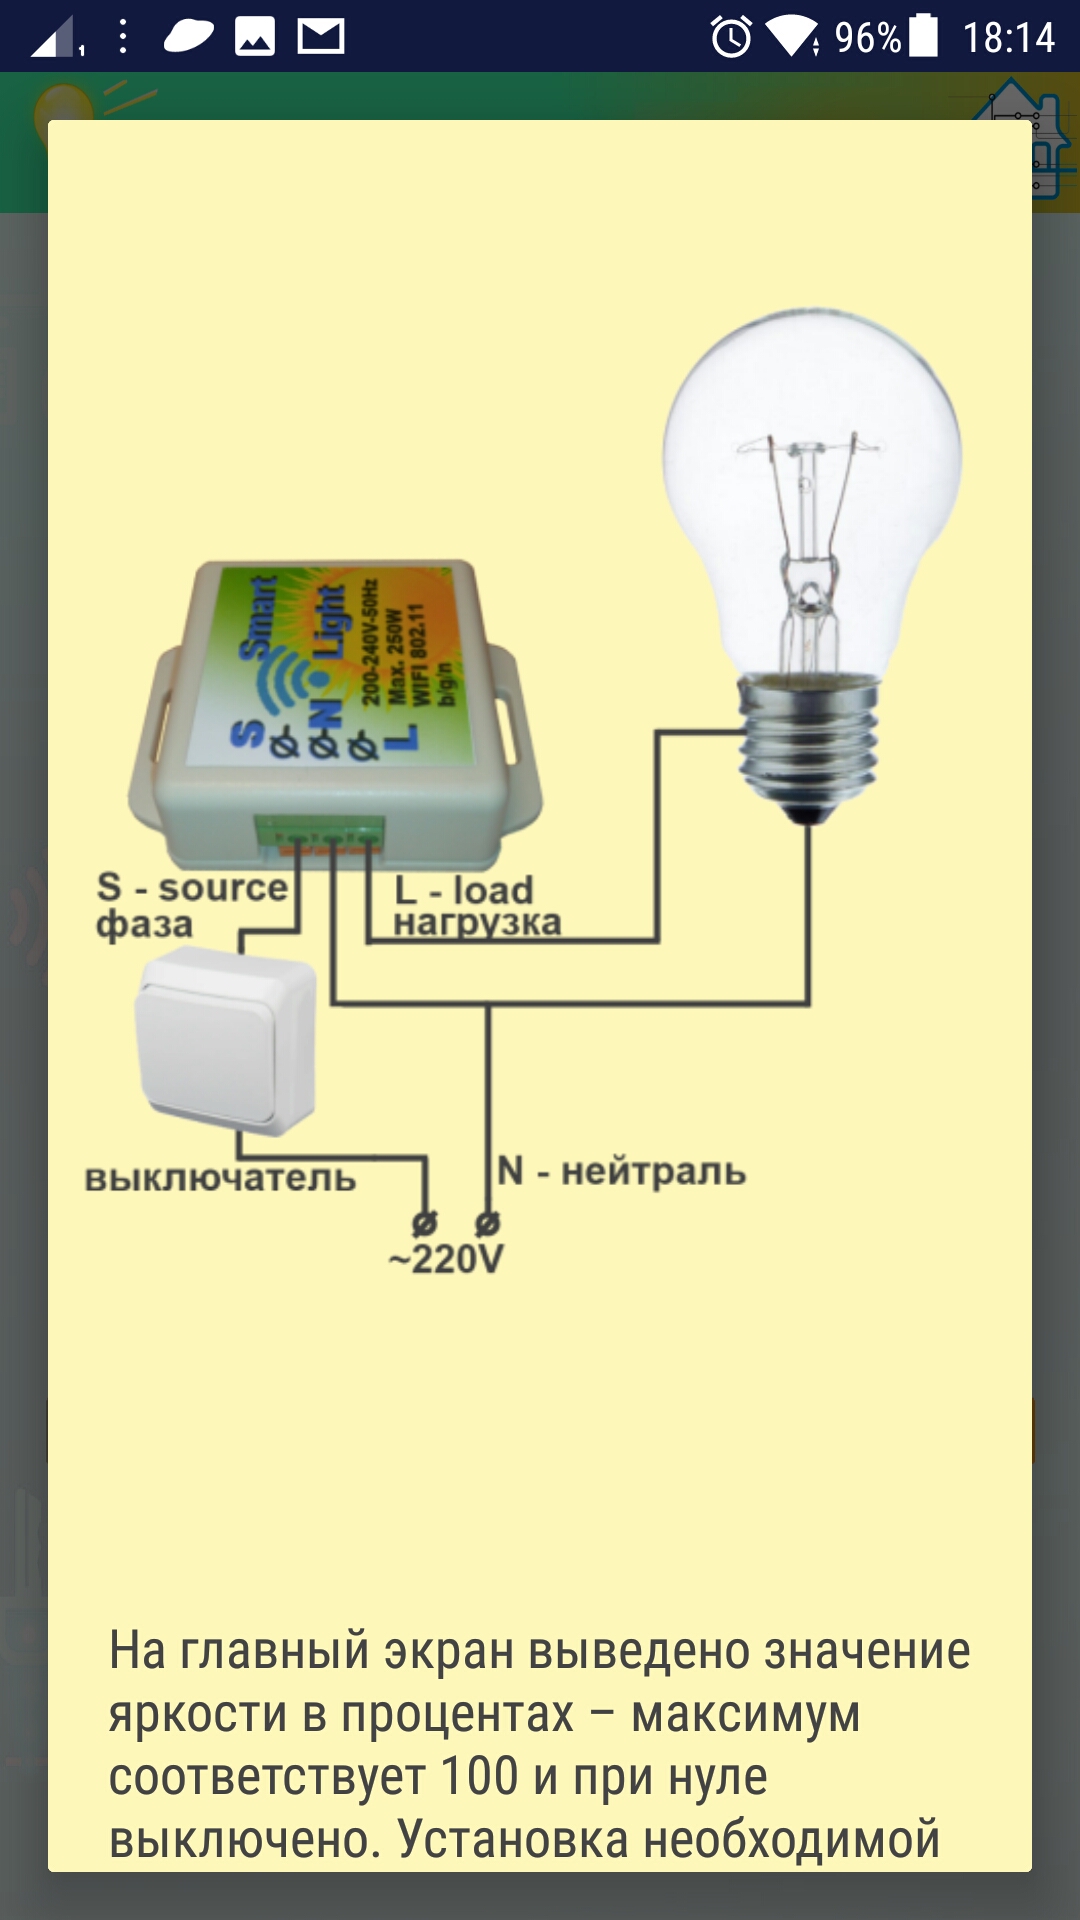 1 96% 18:14
Smart
Light
200-240V-50Hz
Max. 250W
WIFI 802.11
b/g/n
S
N
L
S - source
фаза
L - load
нагрузка
выключатель
N - нейтраль
~220V
На главный экран выведено значение
яркости в процентах – максимум
соответствует 100 и при нуле
выключено. Установка необходимой